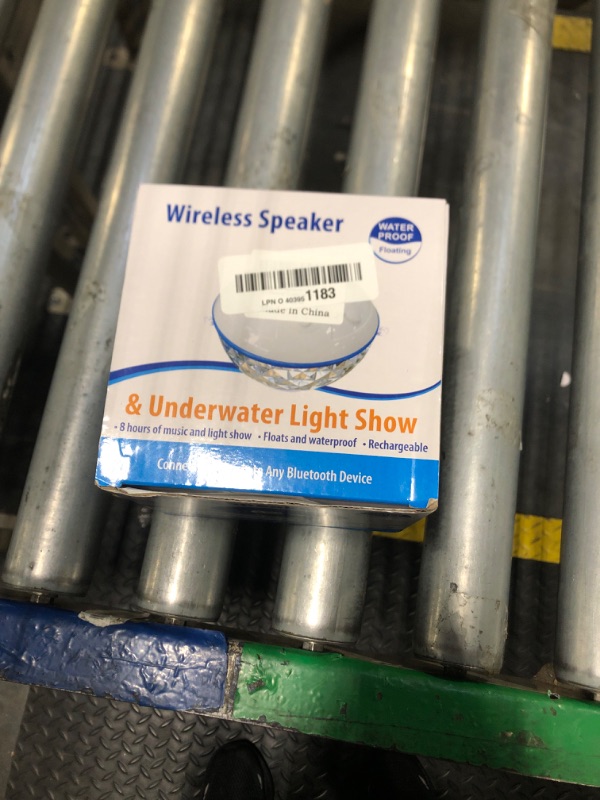 Wireless Speaker
WATER
PROOF
Floating
LPN O 40395 1183
in China
& Underwater Light Show
• 8 hours of music and light show • Floats and waterproof • Rechargeable
Any Bluetooth Device